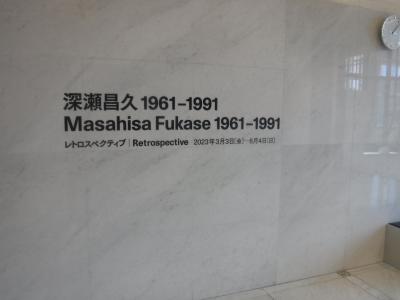 深瀬昌久 1961–1991
Masahisa Fukase 1961–1991
レトロスペクティブ | Retrospective 2023年3月3日(金)–6月4日(日)